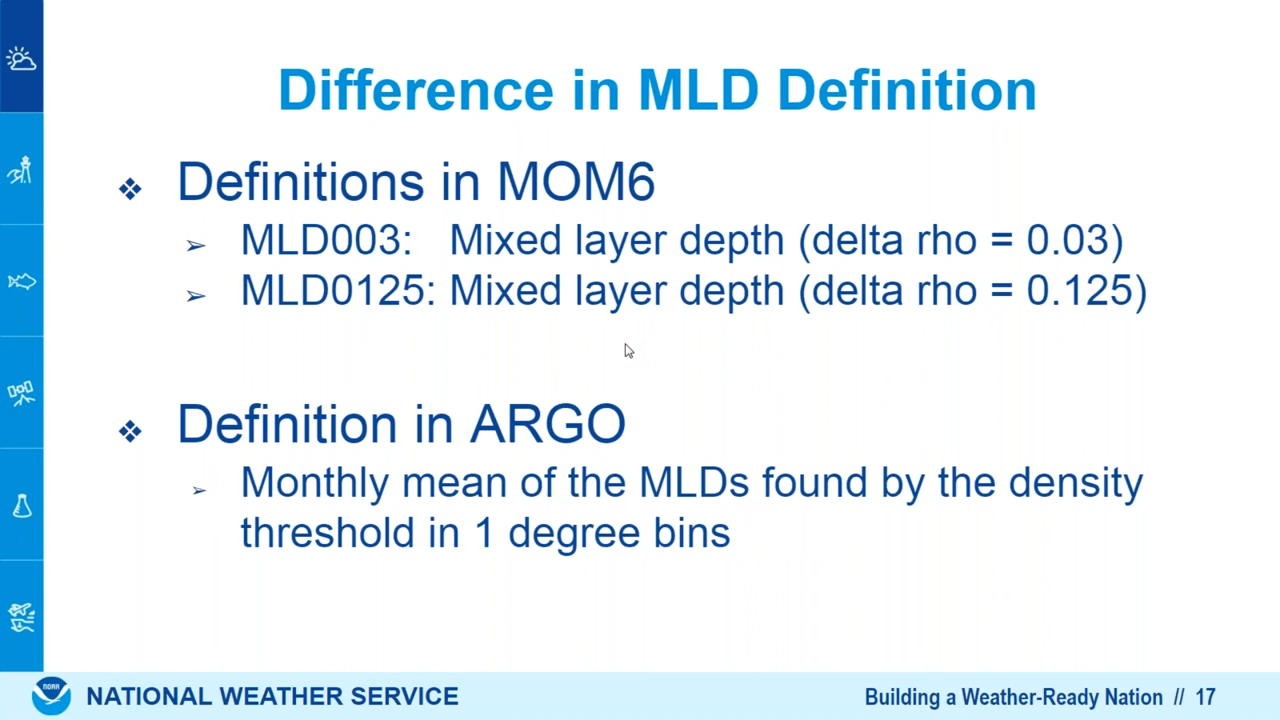 Difference in MLD Definition
❖ Definitions in MOM6
➢ MLD003: Mixed layer depth (delta rho = 0.03)
➢ MLD0125: Mixed layer depth (delta rho = 0.125)
❖ Definition in ARGO
➢ Monthly mean of the MLDs found by the density
threshold in 1 degree bins
NOAA
NATIONAL WEATHER SERVICE
Building a Weather-Ready Nation // 17